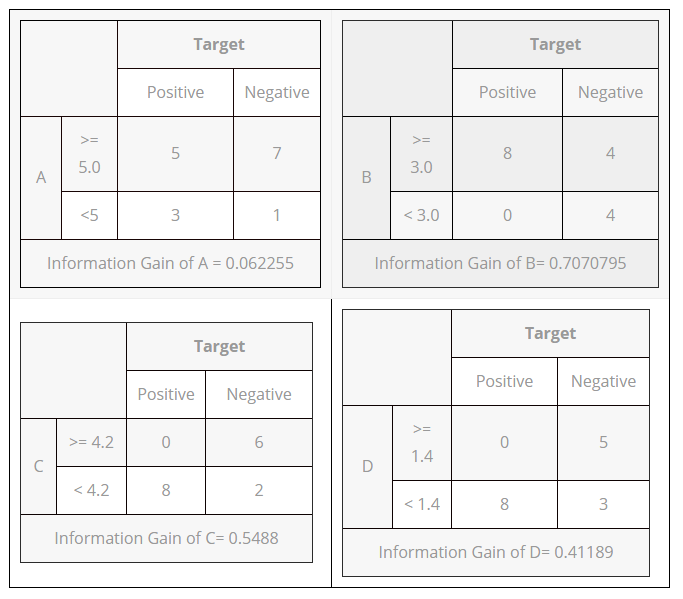 Target
Positive Negative
A >= 5.0 5 7
<5 3 1
Information Gain of A = 0.062255
Target
Positive Negative
B >= 3.0 8 4
< 3.0 0 4
Information Gain of B= 0.7070795
Target
Positive Negative
C >= 4.2 0 6
< 4.2 8 2
Information Gain of C= 0.5488
Target
Positive Negative
D >= 1.4 0 5
< 1.4 8 3
Information Gain of D= 0.41189